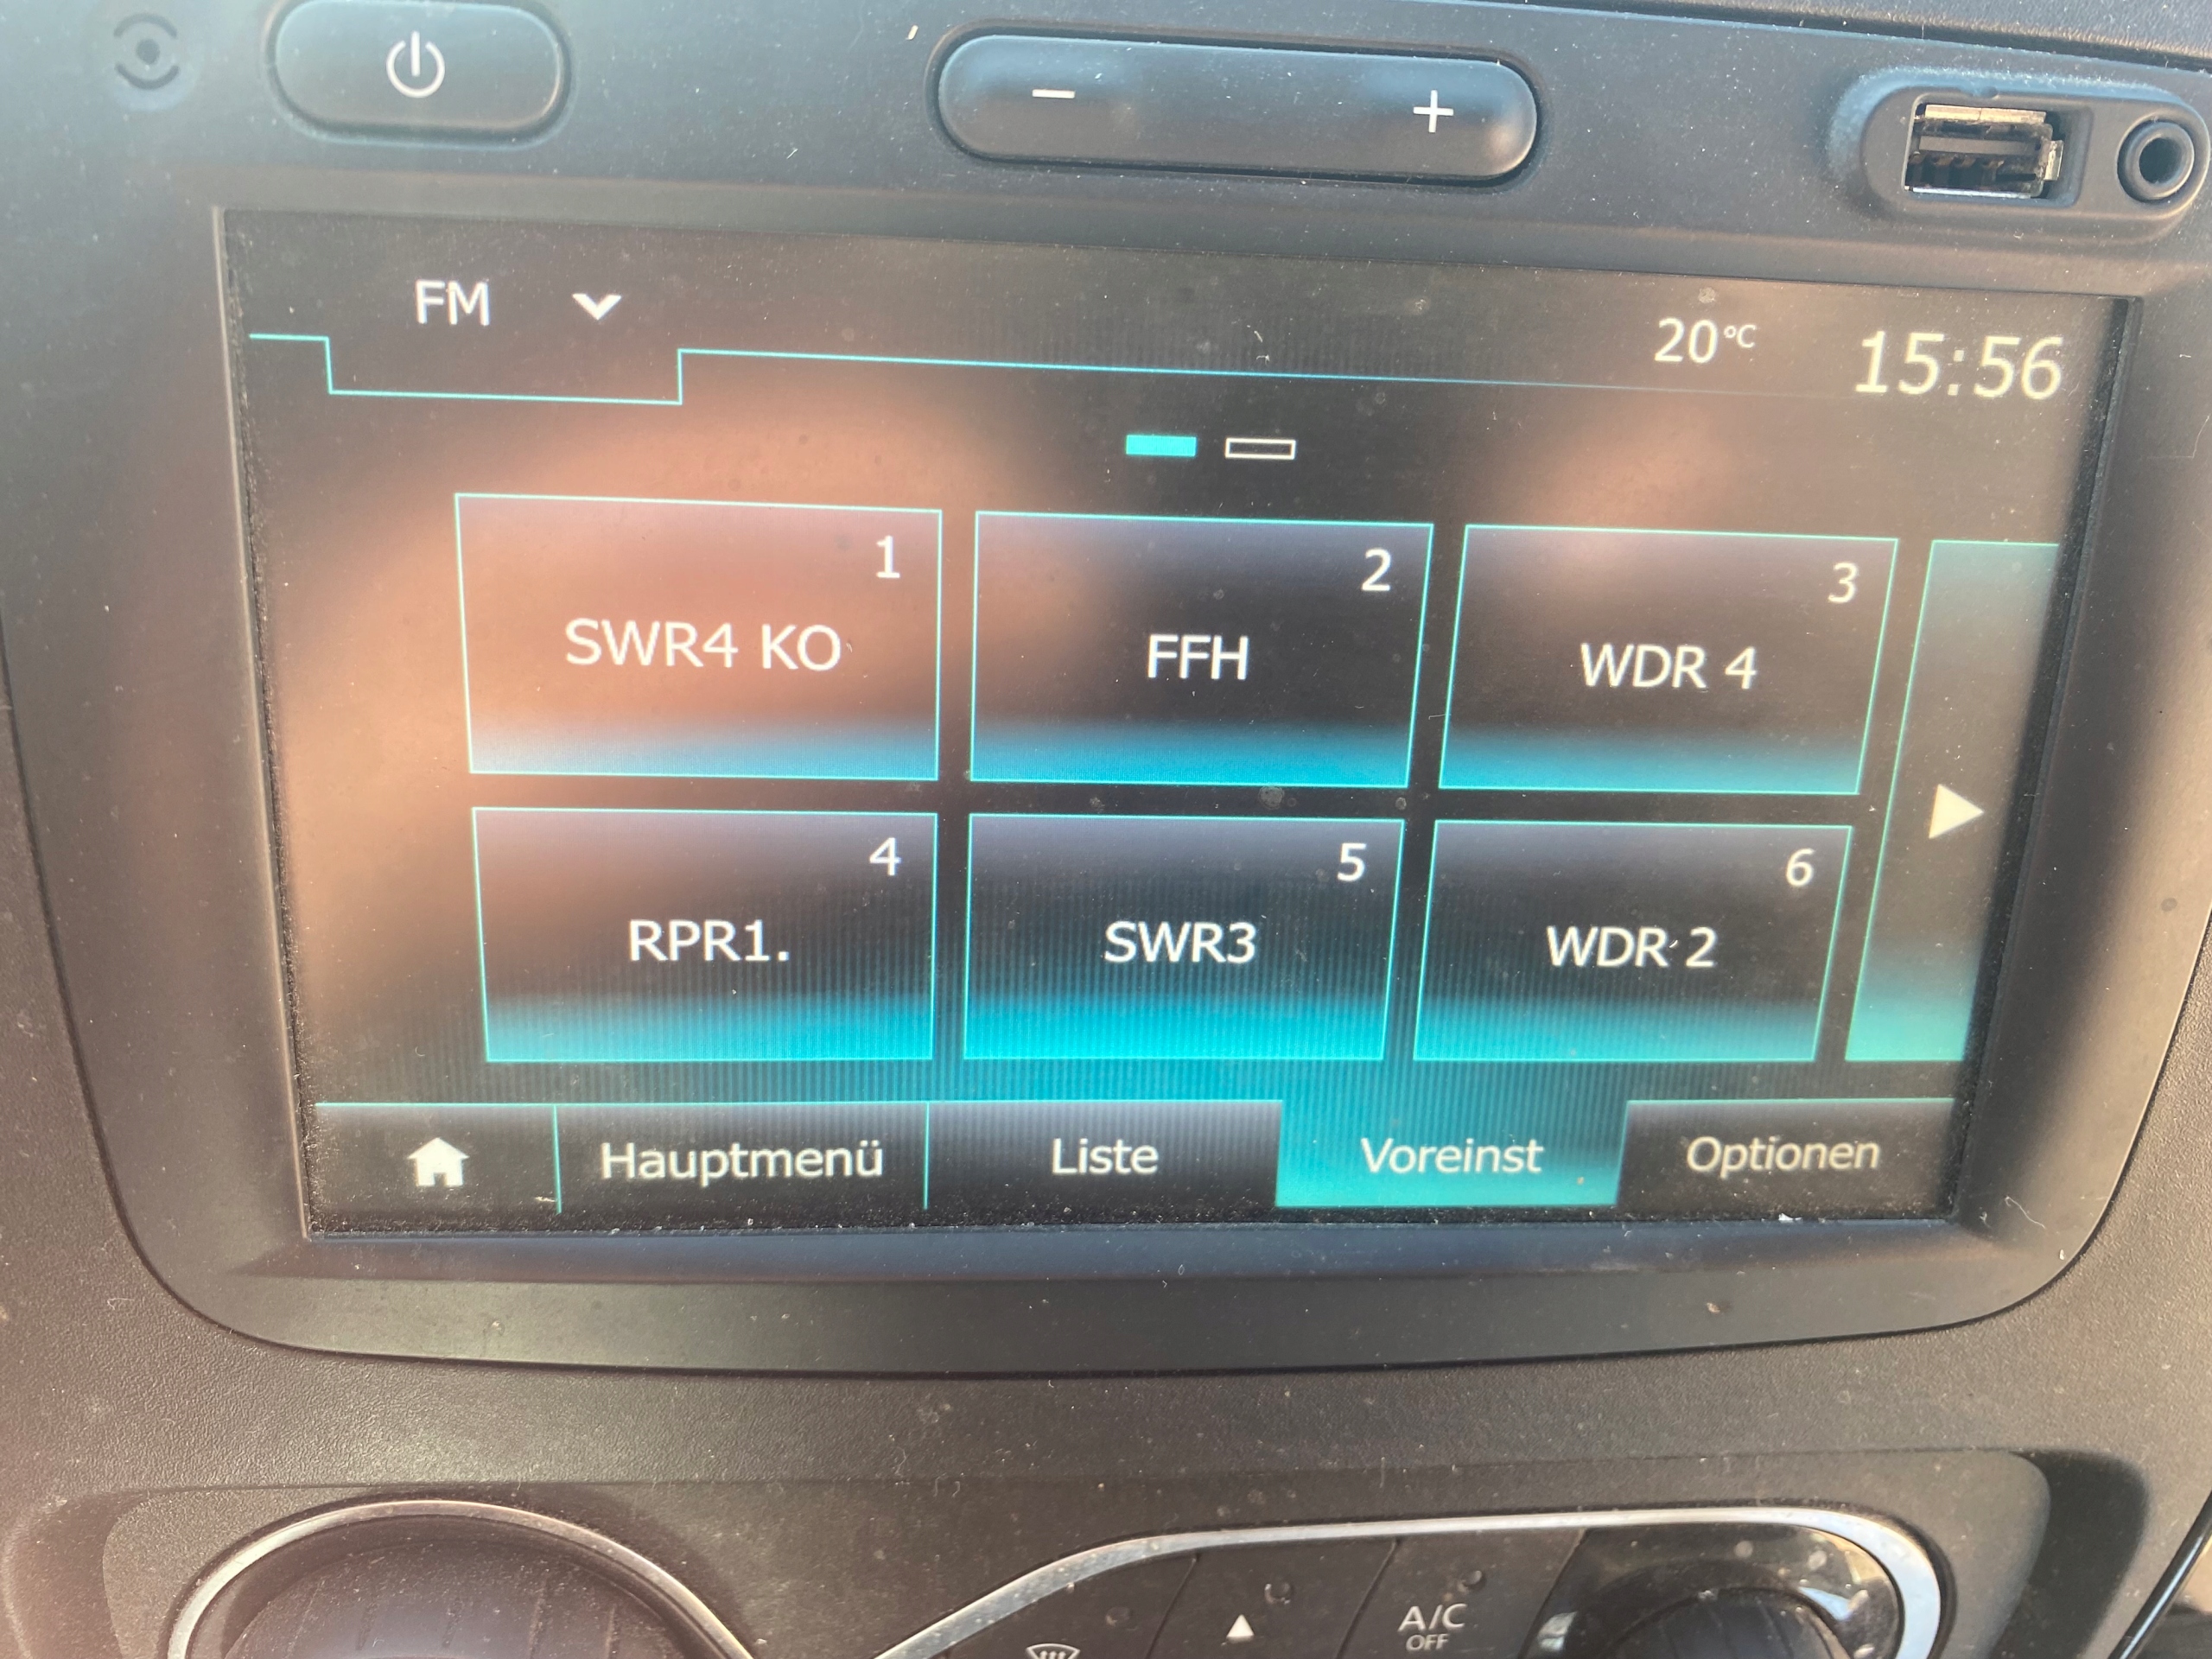 FM
20°C 15:56
1 2 3
SWR4 KO FFH WDR 4
4 5 6
RPR1. SWR3 WDR 2
Hauptmenü Liste Voreinst Optionen
A/C
OFF